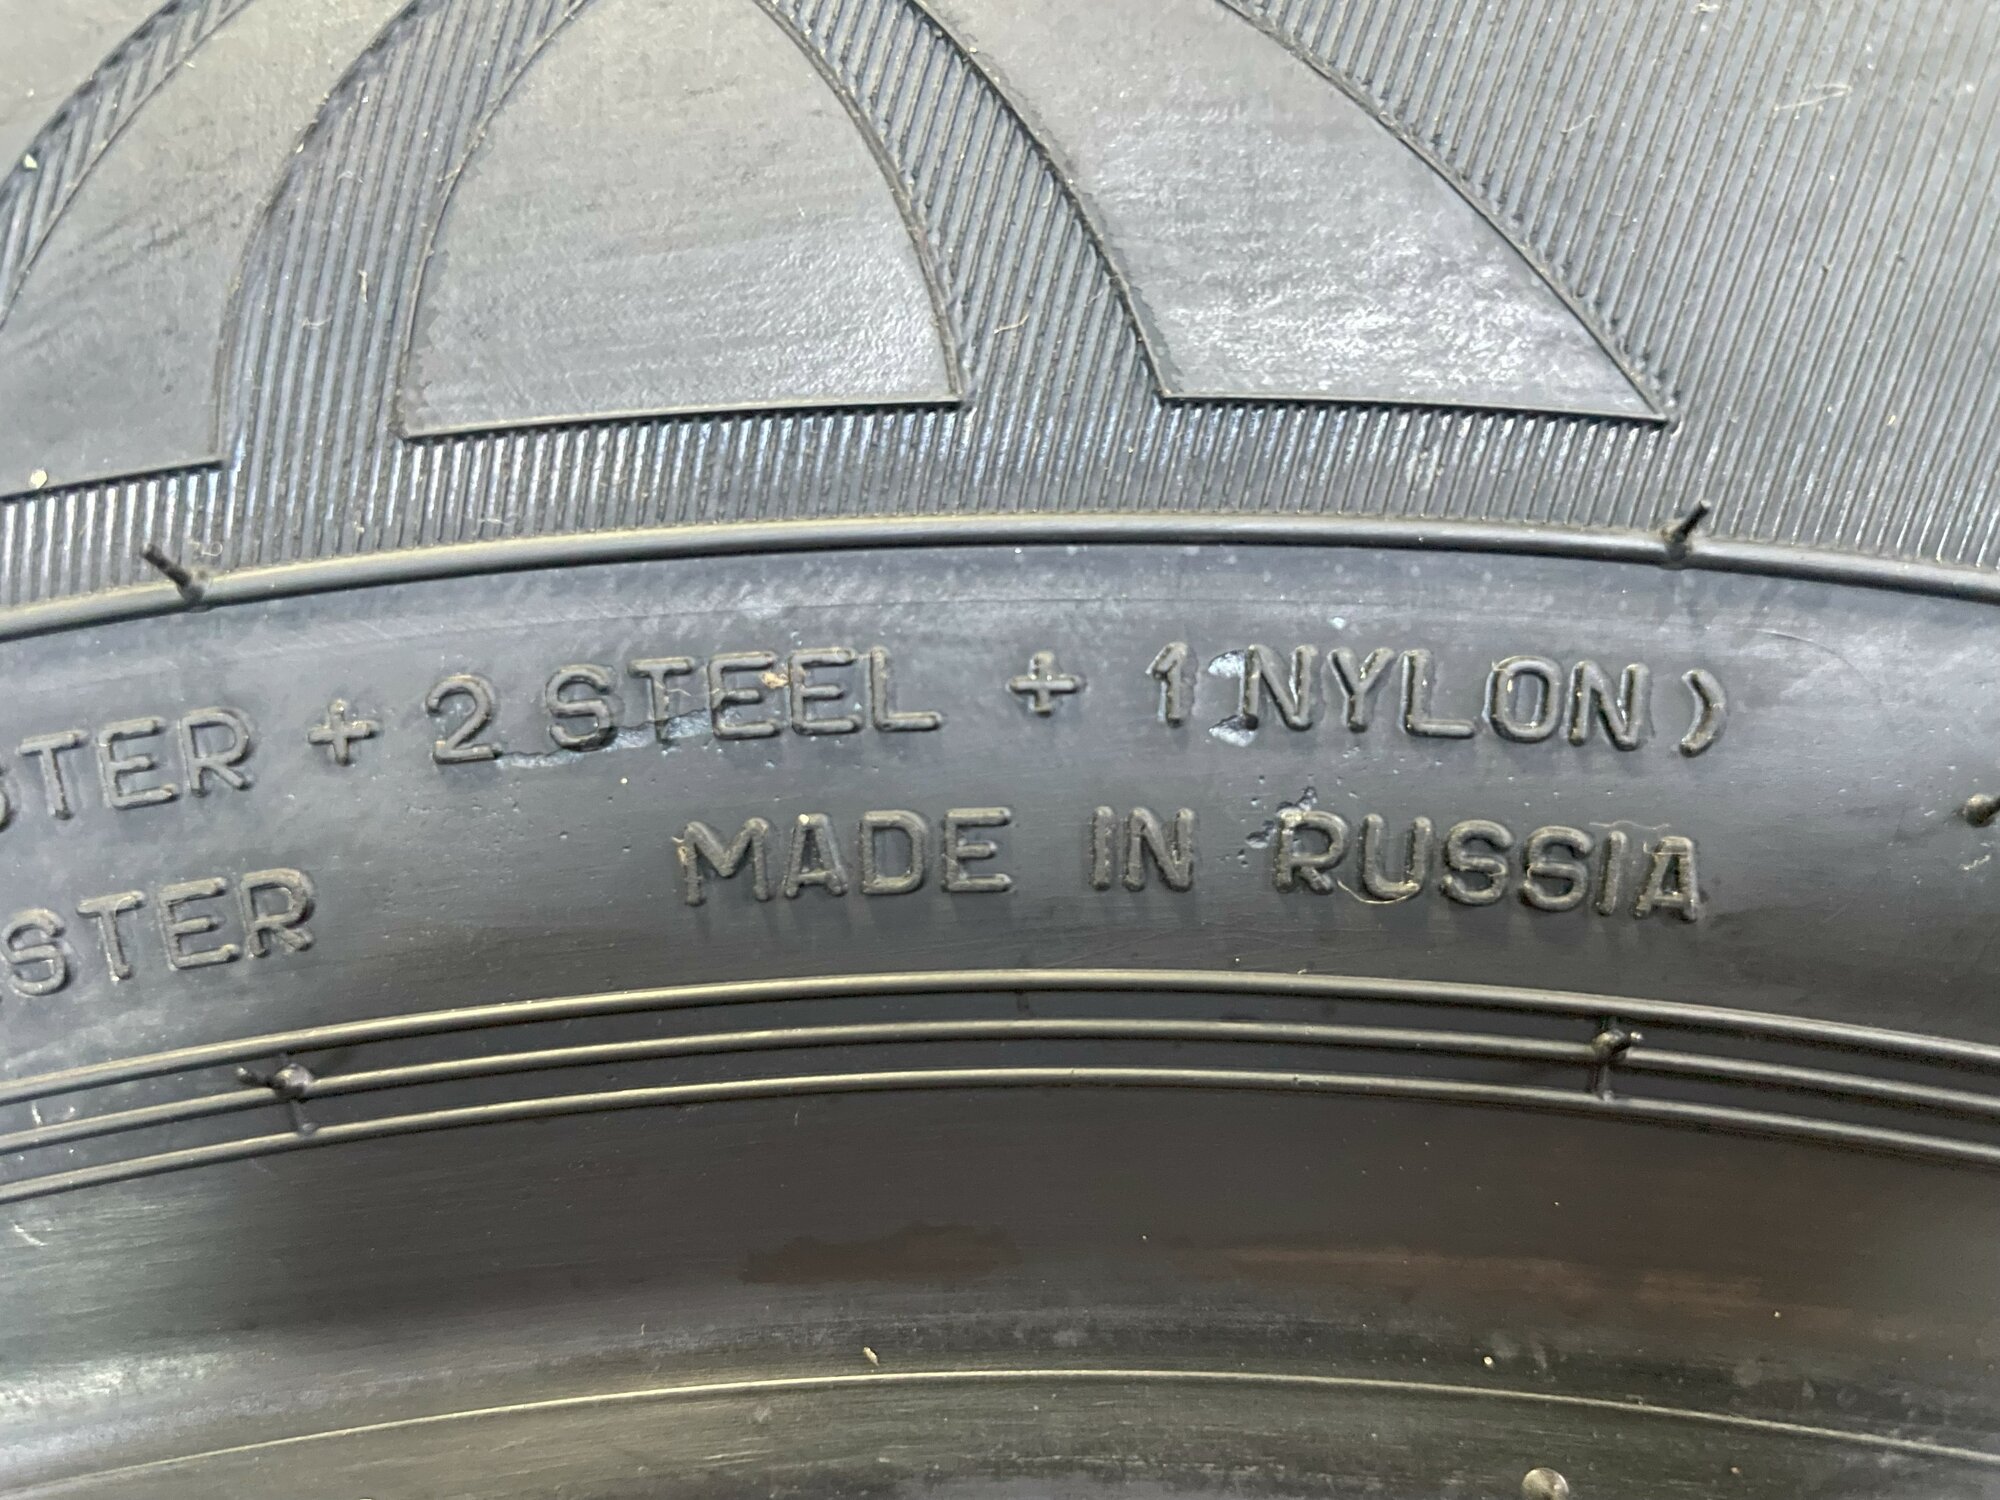 STER + 2 STEEL + 1 NYLON)
STER MADE IN RUSSIA